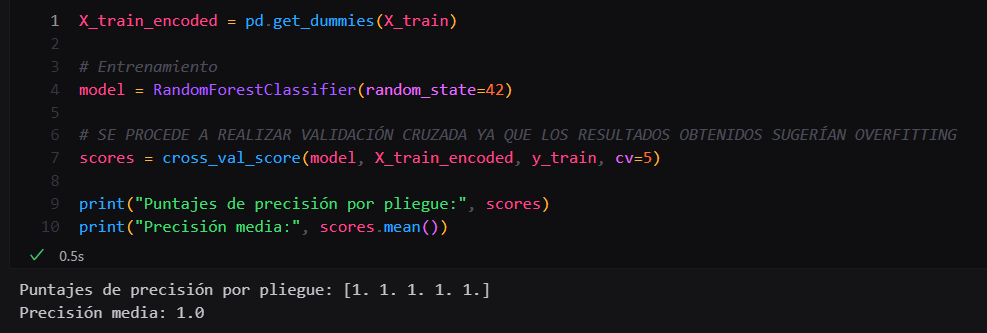 1 X_train_encoded = pd.get_dummies(X_train)
2
3 # Entrenamiento
4 model = RandomForestClassifier(random_state=42)
5
6 # SE PROCEDE A REALIZAR VALIDACIÓN CRUZADA YA QUE LOS RESULTADOS OBTENIDOS SUGERÍAN OVERFITTING
7 scores = cross_val_score(model, X_train_encoded, y_train, cv=5)
8
9 print("Puntajes de precisión por pliegue:", scores)
10 print("Precisión media:", scores.mean())
0.5s
Puntajes de precisión por pliegue: [1. 1. 1. 1. 1.]
Precisión media: 1.0